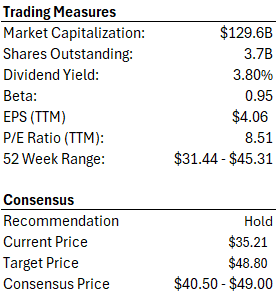 Trading Measures
Market Capitalization: $129.6B
Shares Outstanding: 3.7B
Dividend Yield: 3.80%
Beta: 0.95
EPS (TTM) $4.06
P/E Ratio (TTM): 8.51
52 Week Range: $31.44 - $45.31
Consensus
Recommendation Hold
Current Price $35.21
Target Price $48.80
Consensus Price $40.50 - $49.00